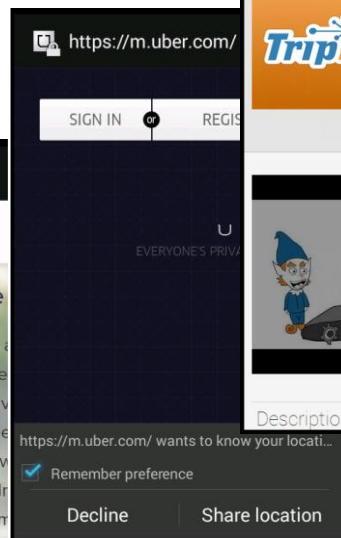 https://m.uber.com/
SIGN IN or REGIS
U
EVERYONE'S PRIVA
https://m.uber.com/ wants to know your locati...
Remember preference
Decline Share location
Trip
Descriptio